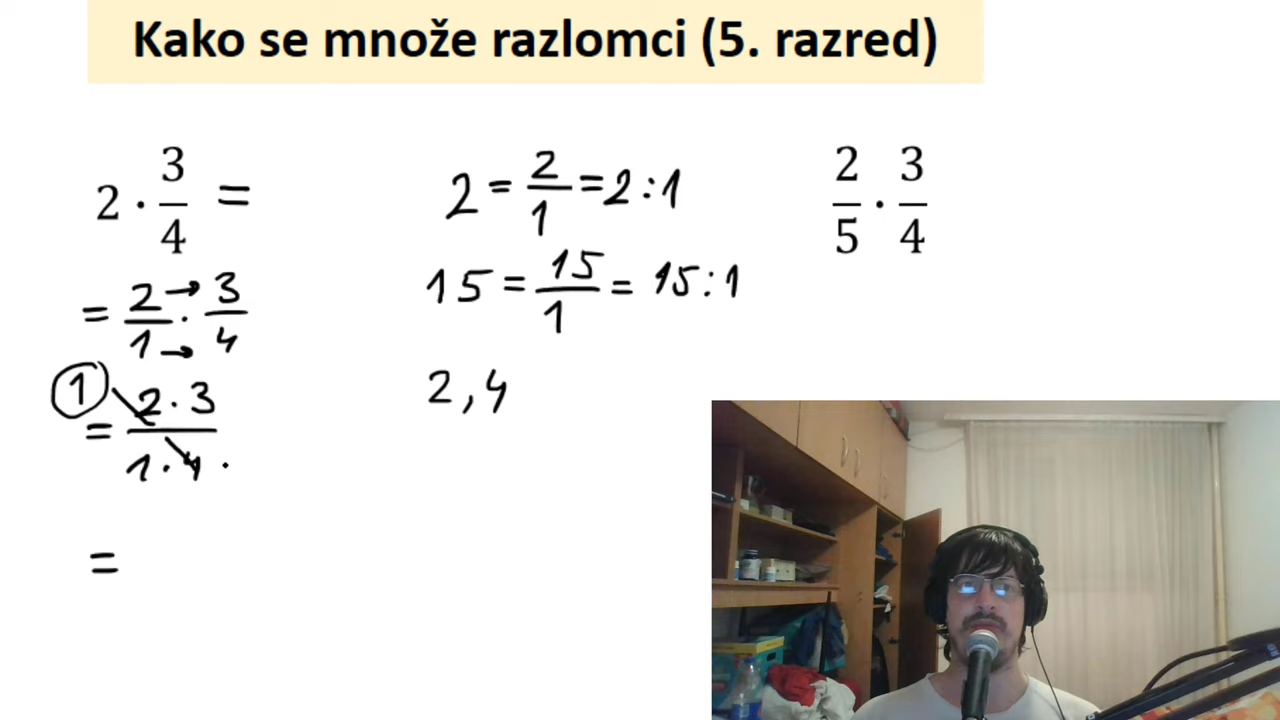 Kako se množe razlomci (5. razred)
2 · 3/4 =
= 2/1 · 3/4
1
= 2·3/1·4 ·
=
2 = 2/1 = 2:1
15 = 15/1 = 15:1
2,4
2/5 · 3/4